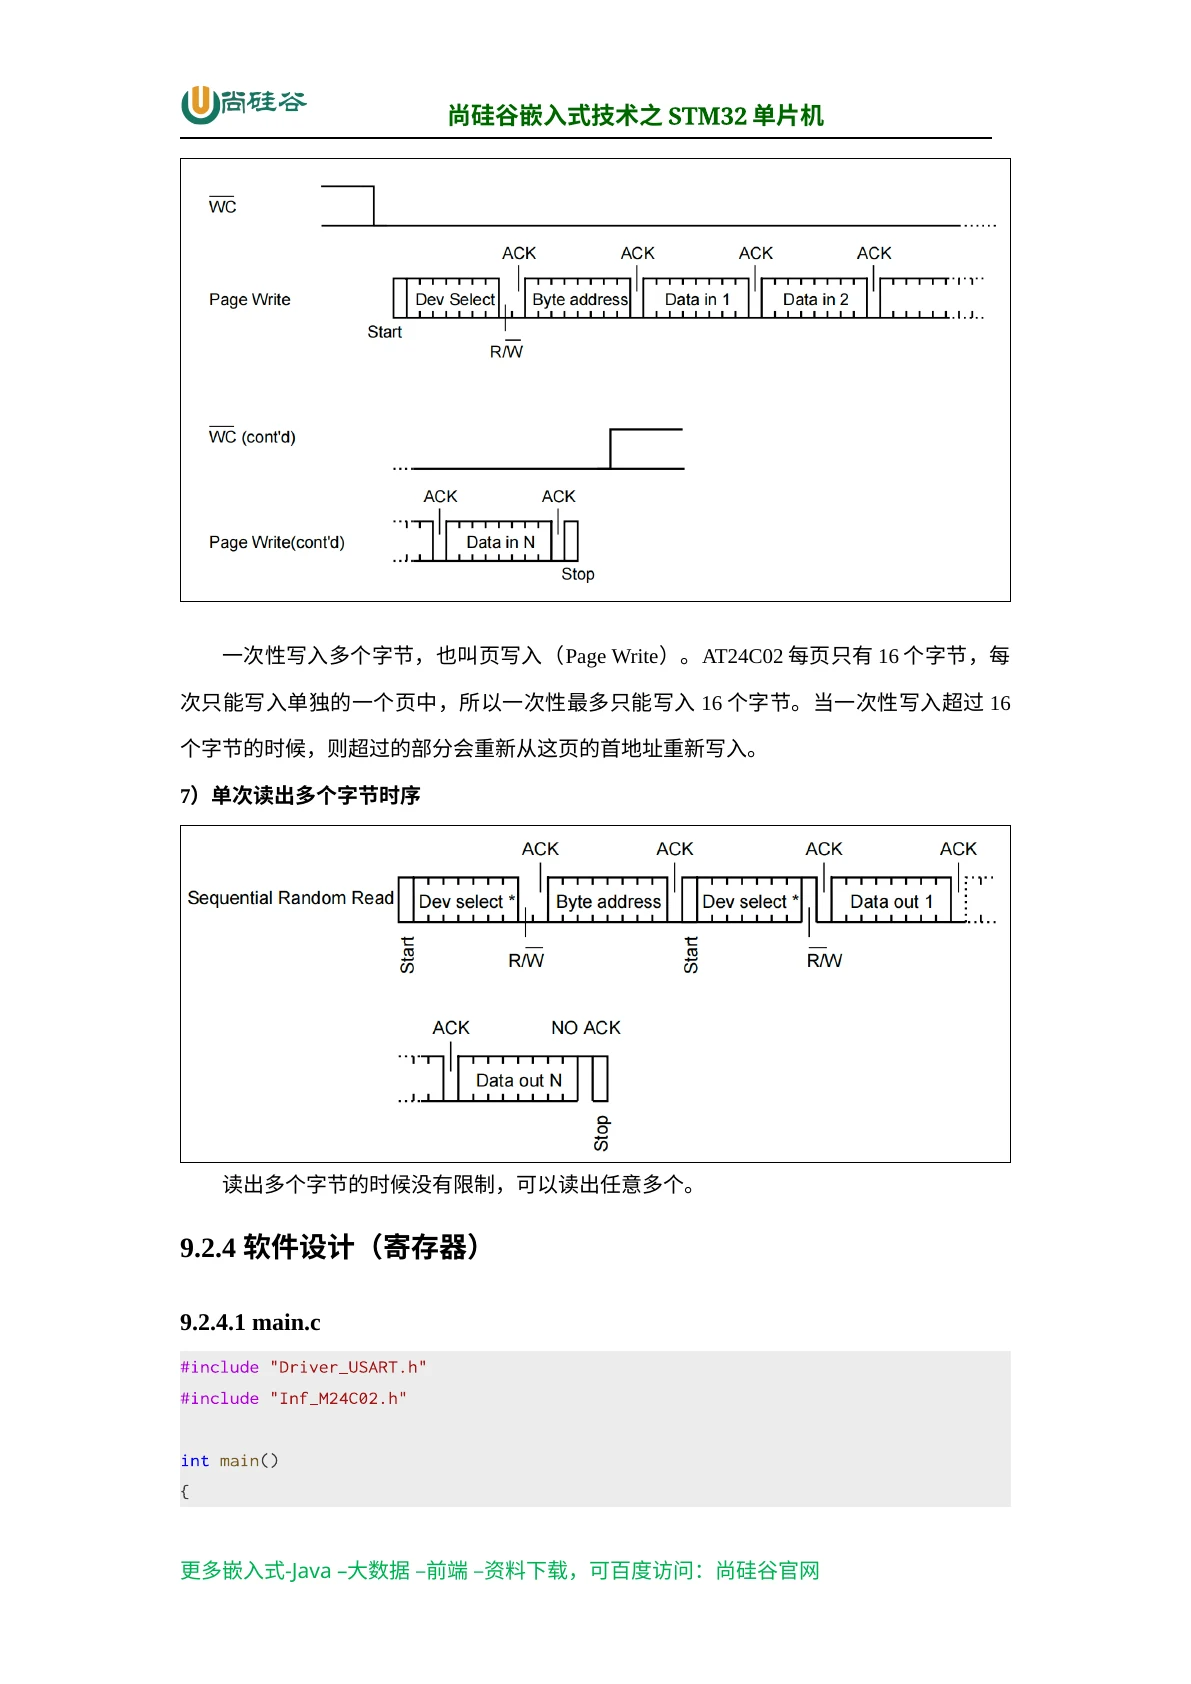 尚硅谷
尚硅谷嵌入式技术之 STM32 单片机
WC
ACK ACK ACK ACK
Page Write Dev Select Byte address Data in 1 Data in 2
Start
R/W
WC (cont'd)
ACK ACK
Page Write(cont'd) Data in N
Stop
一次性写入多个字节，也叫页写入（Page Write）。AT24C02 每页只有 16 个字节，每
次只能写入单独的一个页中，所以一次性最多只能写入 16 个字节。当一次性写入超过 16
个字节的时候，则超过的部分会重新从这页的首地址重新写入。
7）单次读出多个字节时序
ACK ACK ACK ACK
Sequential Random Read Dev select * Byte address Dev select * Data out 1
Start R/W Start R/W
ACK NO ACK
Data out N
Stop
读出多个字节的时候没有限制，可以读出任意多个。
9.2.4 软件设计（寄存器）
9.2.4.1 main.c
#include "Driver_USART.h"
#include "Inf_M24C02.h"
int main()
{
更多嵌入式-Java –大数据 –前端 –资料下载，可百度访问：尚硅谷官网